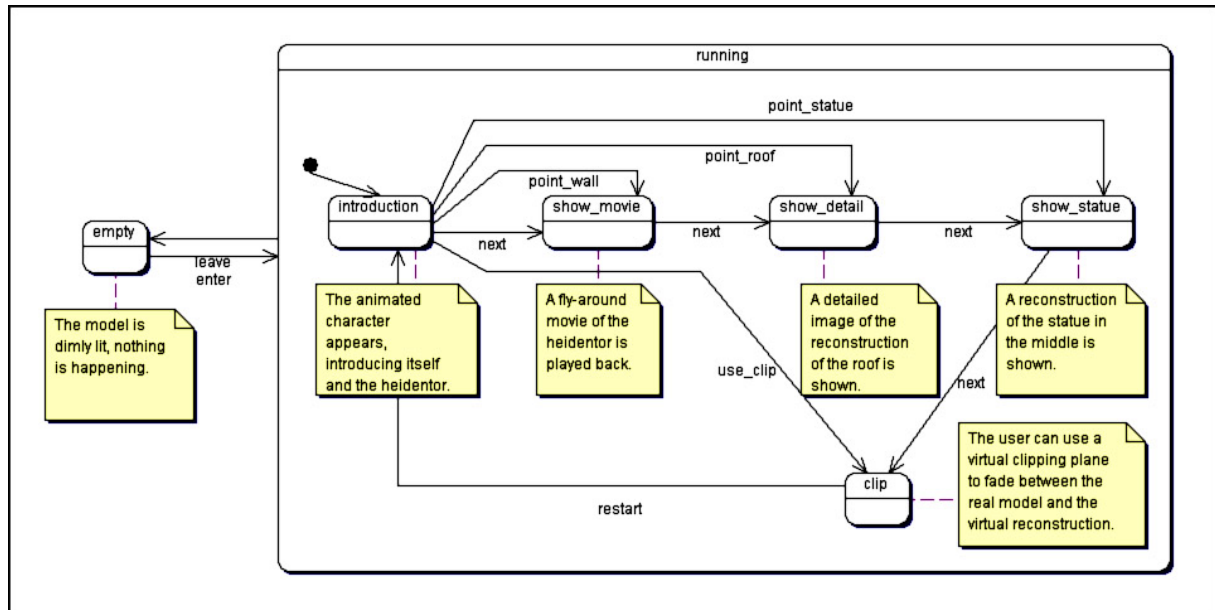 running
point_statue
point_roof
point_wall
introduction
show_movie
show_detail
show_statue
empty
next
next
next
leave
enter
The model is
dimly lit, nothing
is happening.
The animated
character
appears,
introducing itself
and the heidentor.
A fly-around
movie of the
heidentor is
played back.
A detailed
image of the
reconstruction
of the roof is
shown.
A reconstruction
of the statue in
the middle is
shown.
use_clip
next
clip
restart
The user can use a
virtual clipping plane
to fade between the
real model and the
virtual reconstruction.